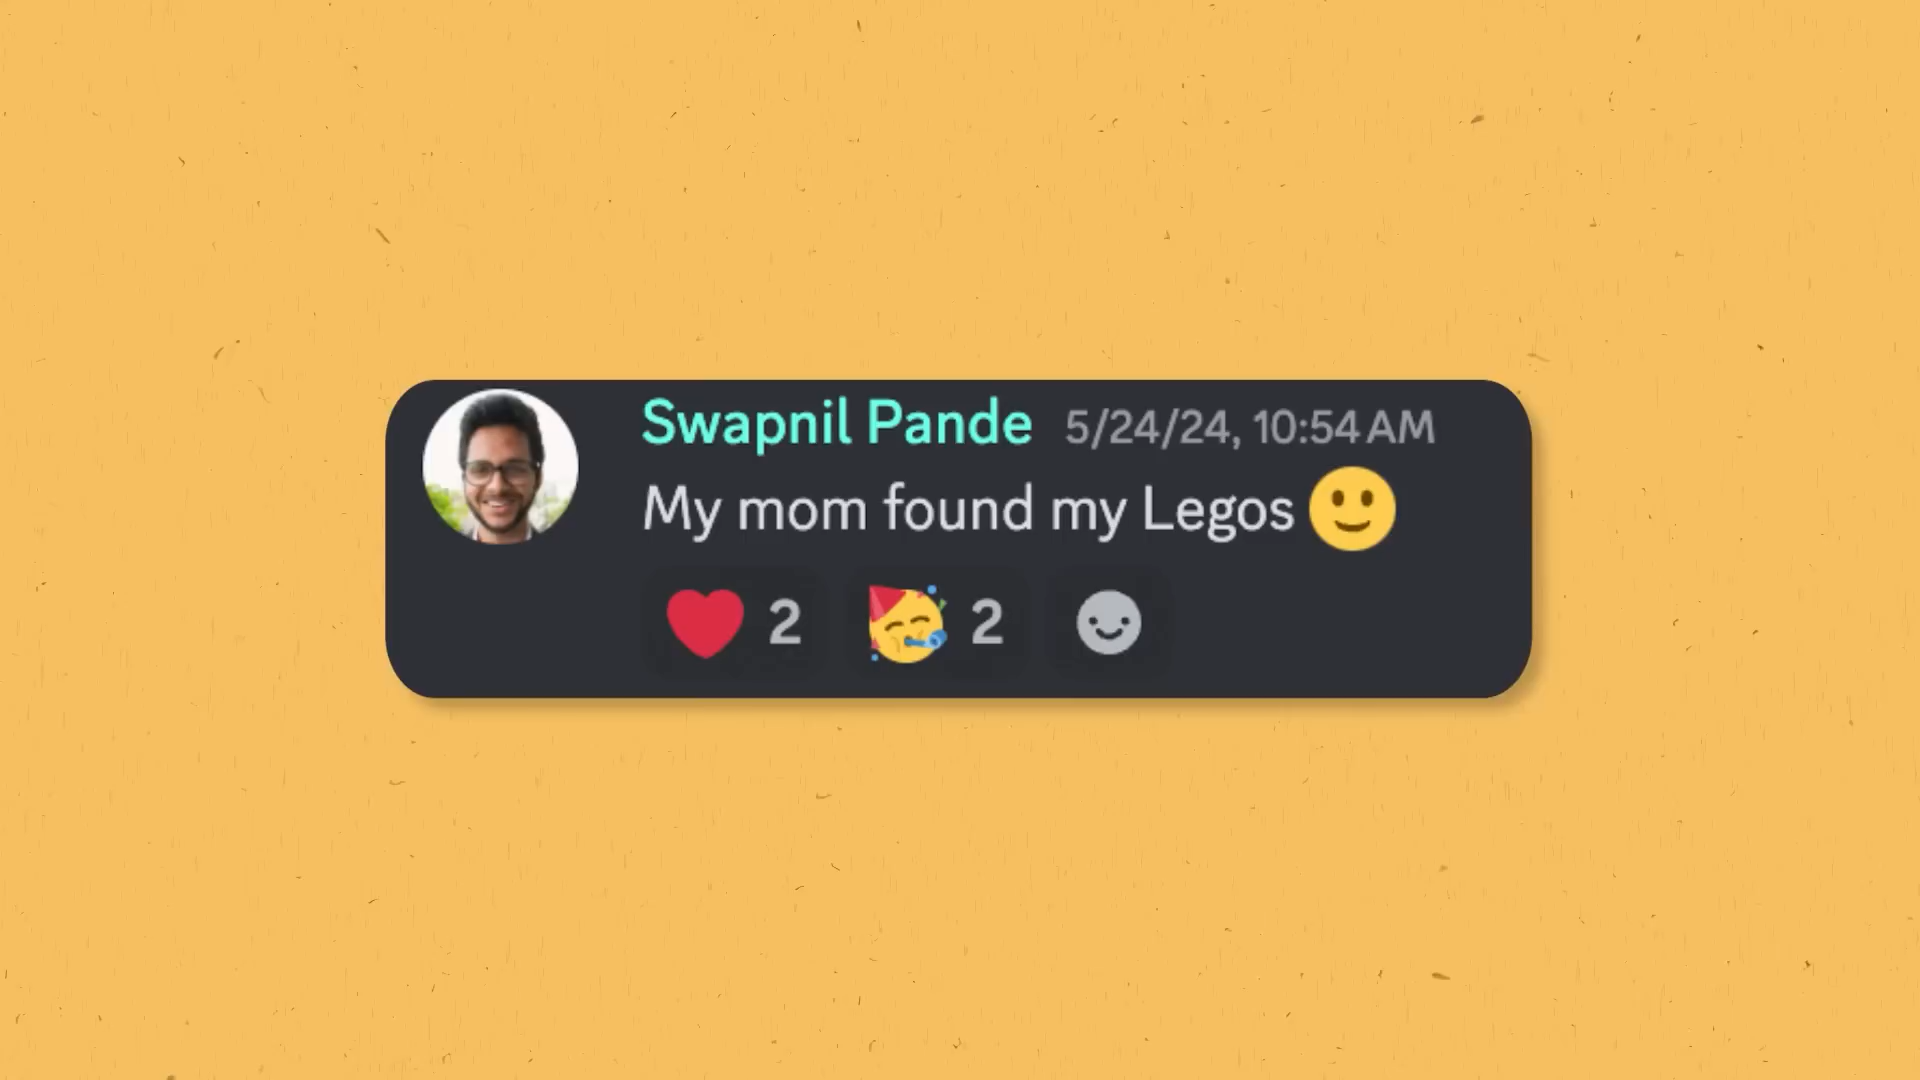 Swapnil Pande 5/24/24, 10:54 AM
My mom found my Legos 🙂
❤️ 2 🥳 2